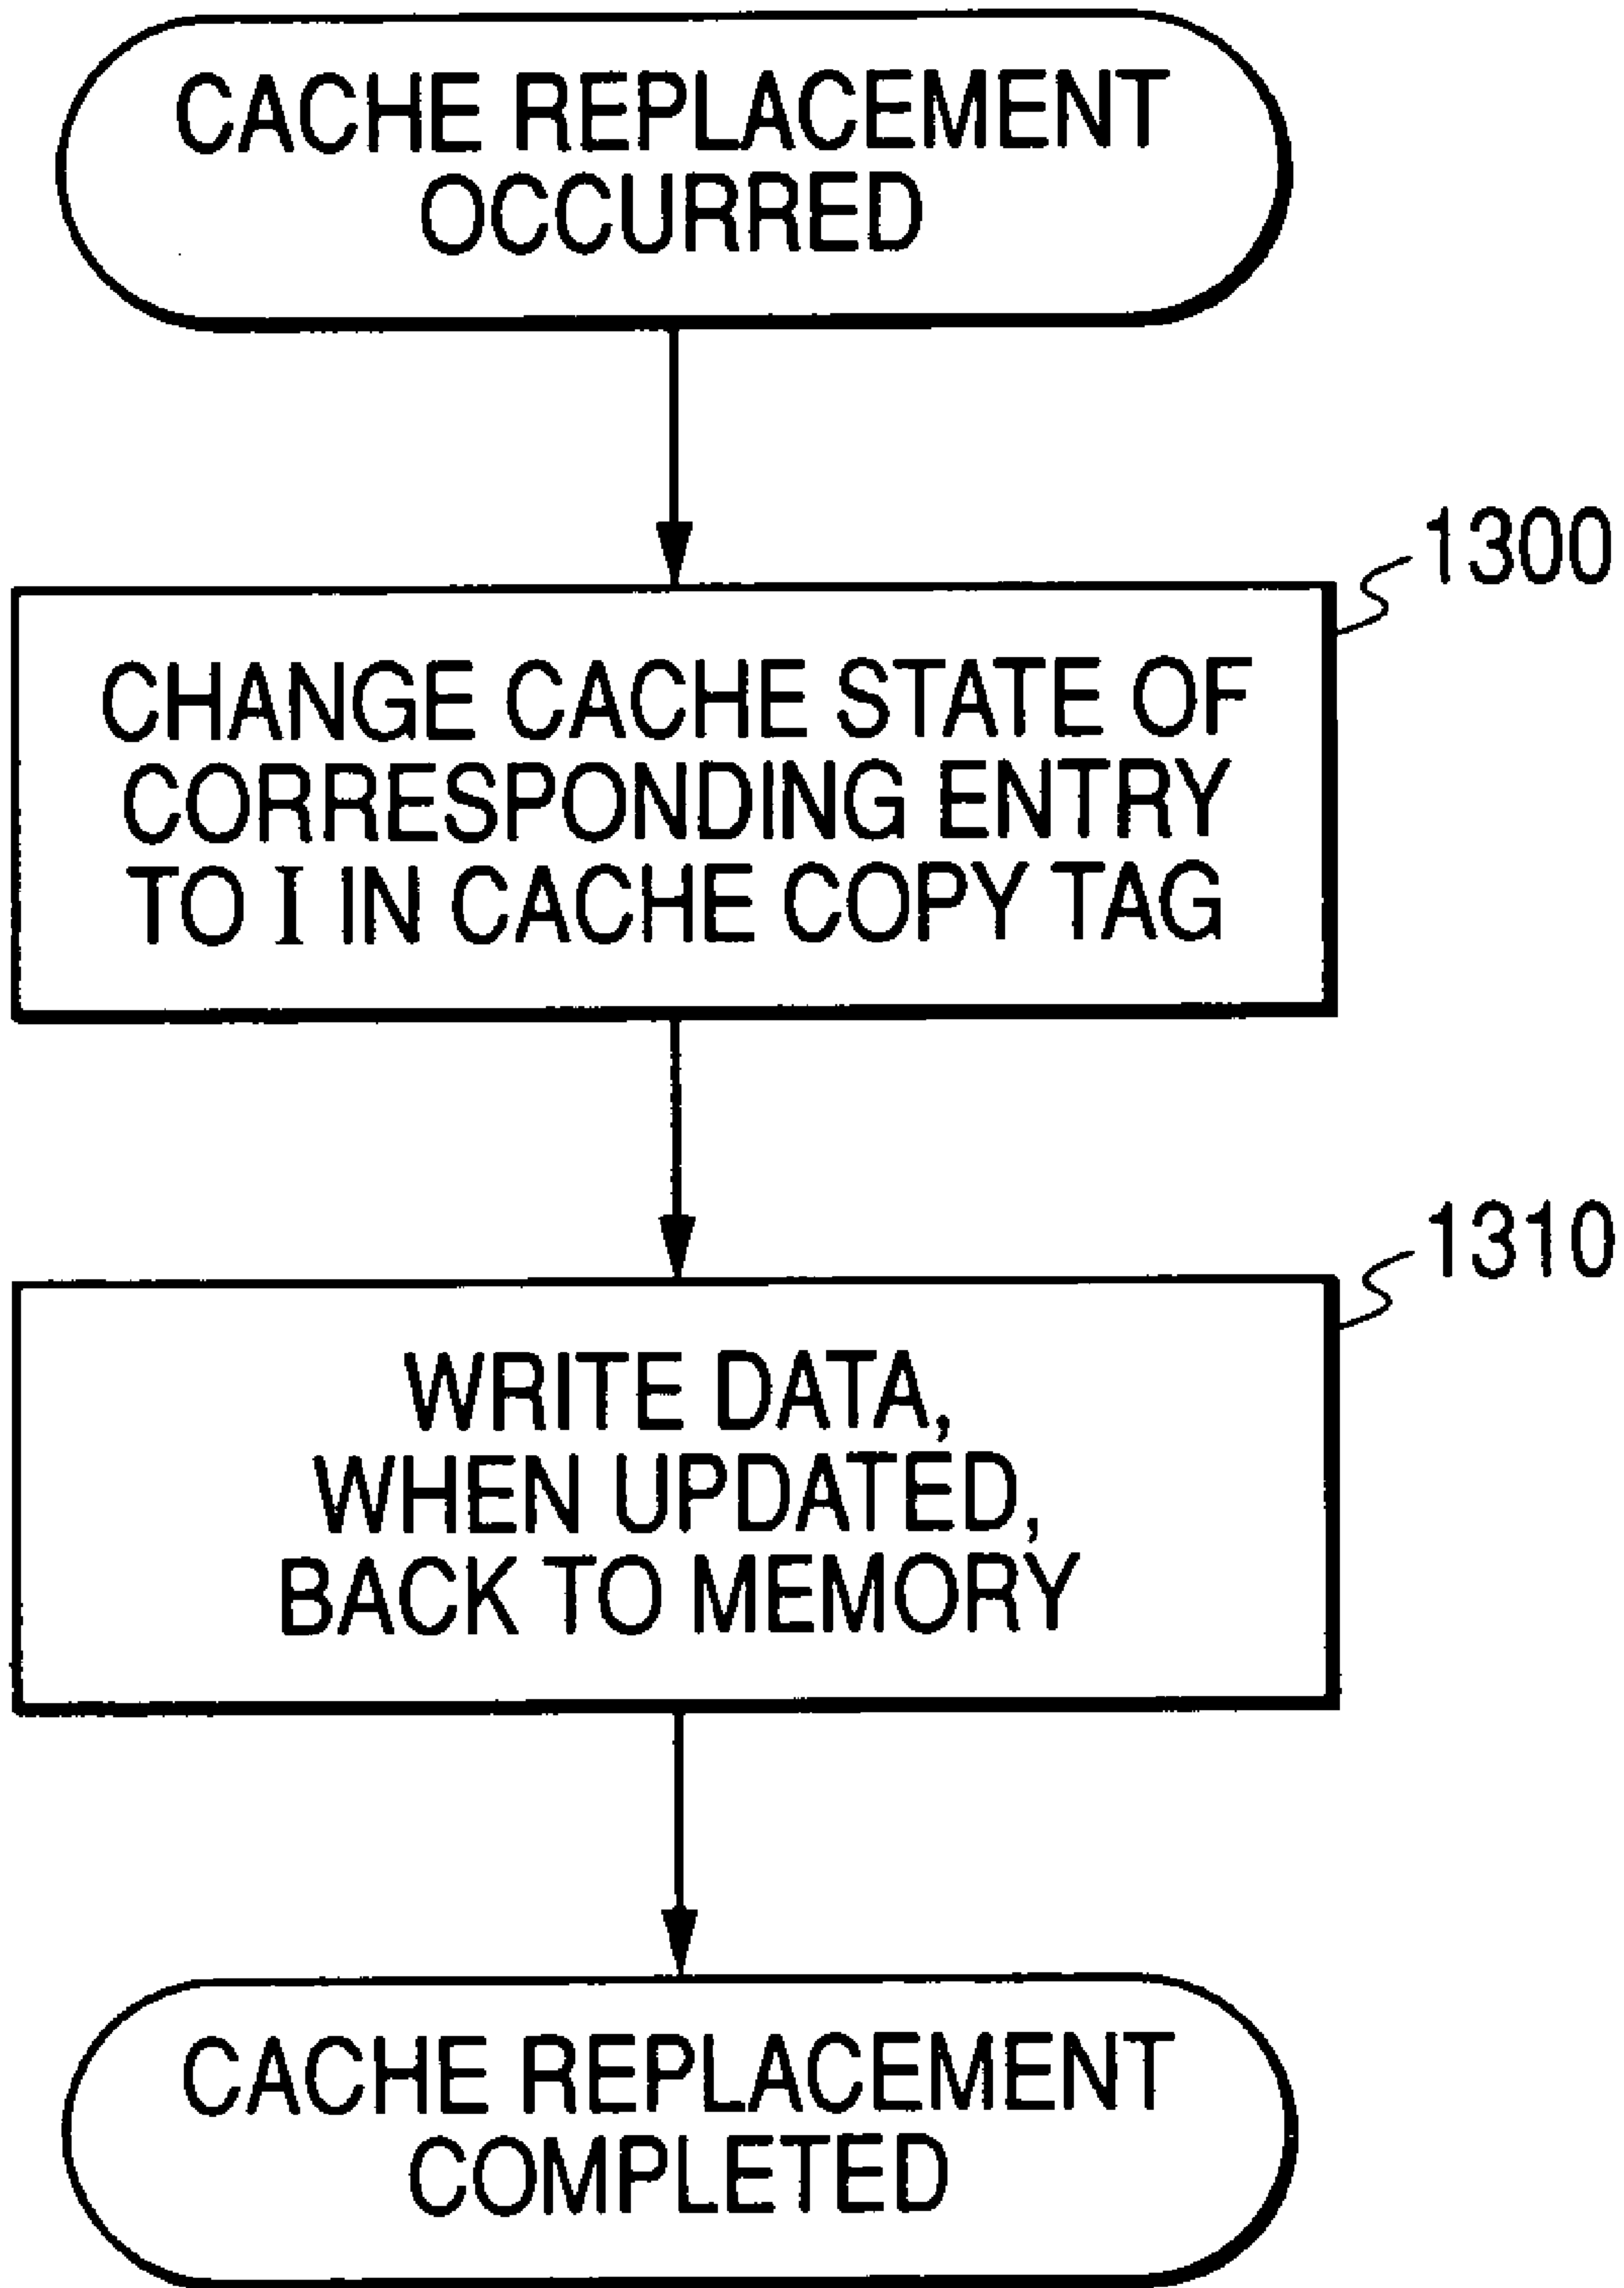 CACHE REPLACEMENT
OCCURRED
1300
CHANGE CACHE STATE OF
CORRESPONDING ENTRY
TO I IN CACHE COPY TAG
1310
WRITE DATA,
WHEN UPDATED,
BACK TO MEMORY
CACHE REPLACEMENT
COMPLETED